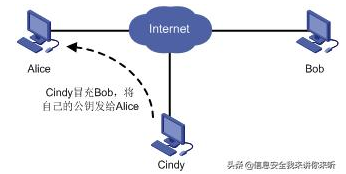 Internet
Alice
Bob
Cindy冒充Bob，将
自己的公钥发给Alice
Cindy
头条 @信息安全我来讲你来听